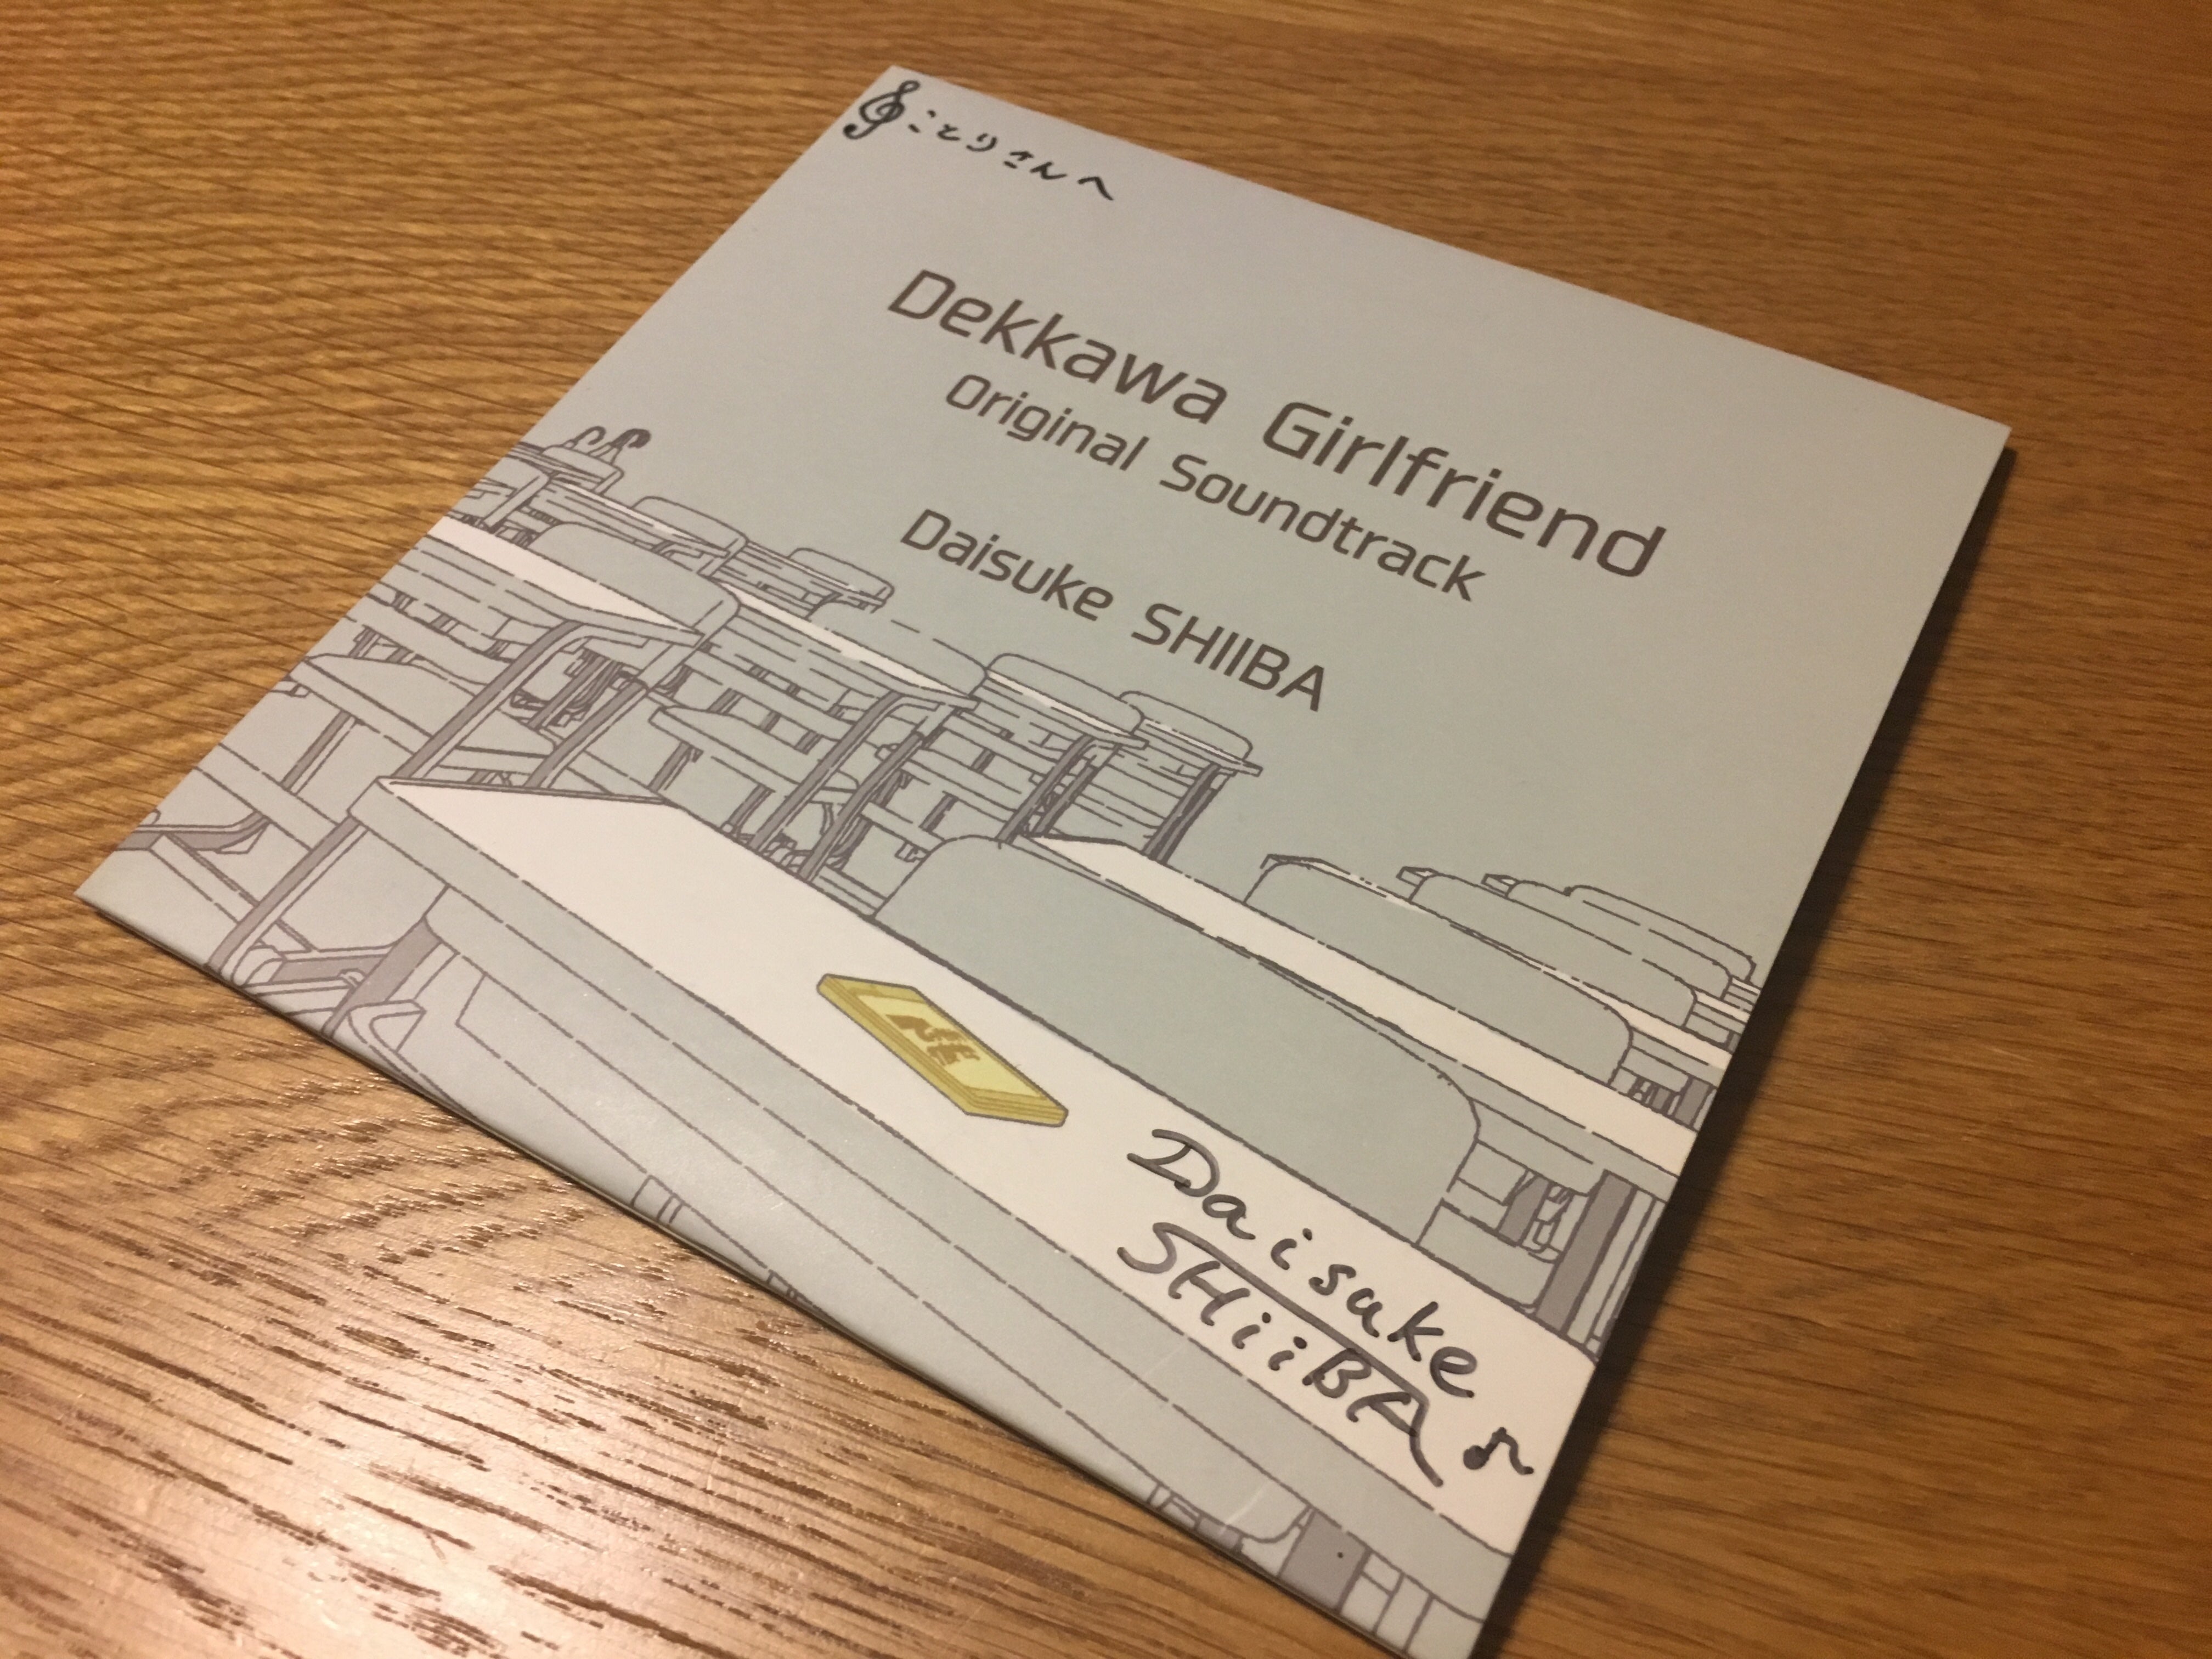 ことりさんへ
Dekkawa Girlfriend
Original Soundtrack
Daisuke SHIIBA
Daisuke
SHiiBA